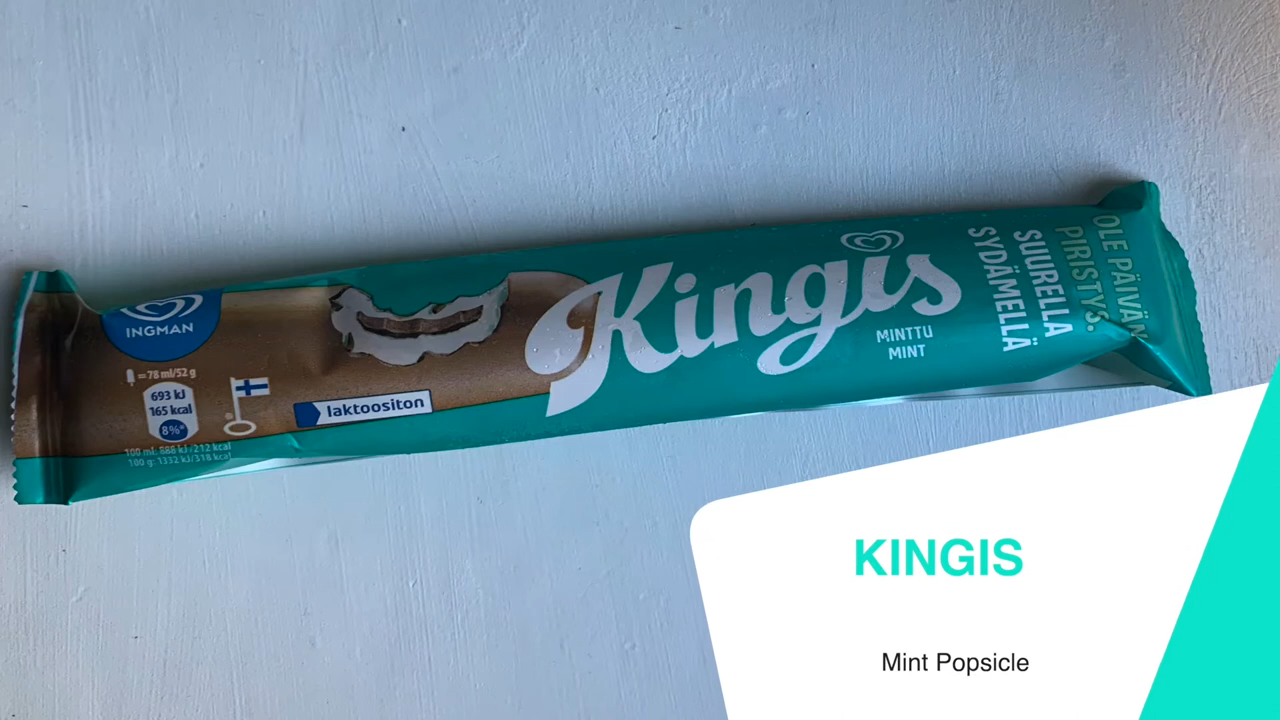 INGMAN
=78 ml/52 g
693 kJ
165 kcal
8%*
100 ml: 888 kJ/212 kcal
100 g: 1332 kJ/318 kcal
laktoositon
Kingis
MINTTU
MINT
OLE PÄIVÄN
PIRISTYS.
SUURELLA
SYDÄMELLÄ
KINGIS
Mint Popsicle